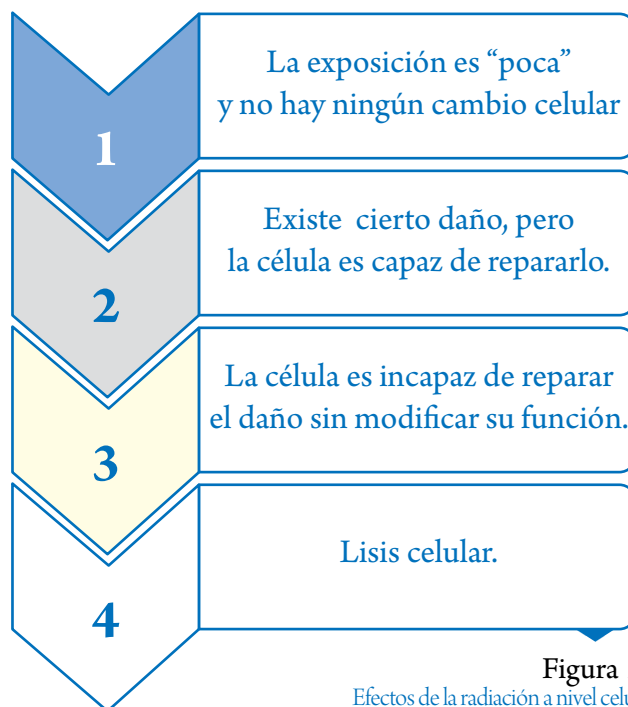 1
La exposición es “poca”
y no hay ningún cambio celular
2
Existe cierto daño, pero
la célula es capaz de repararlo.
3
La célula es incapaz de reparar
el daño sin modificar su función.
4
Lisis celular.
Figura
Efectos de la radiación a nivel